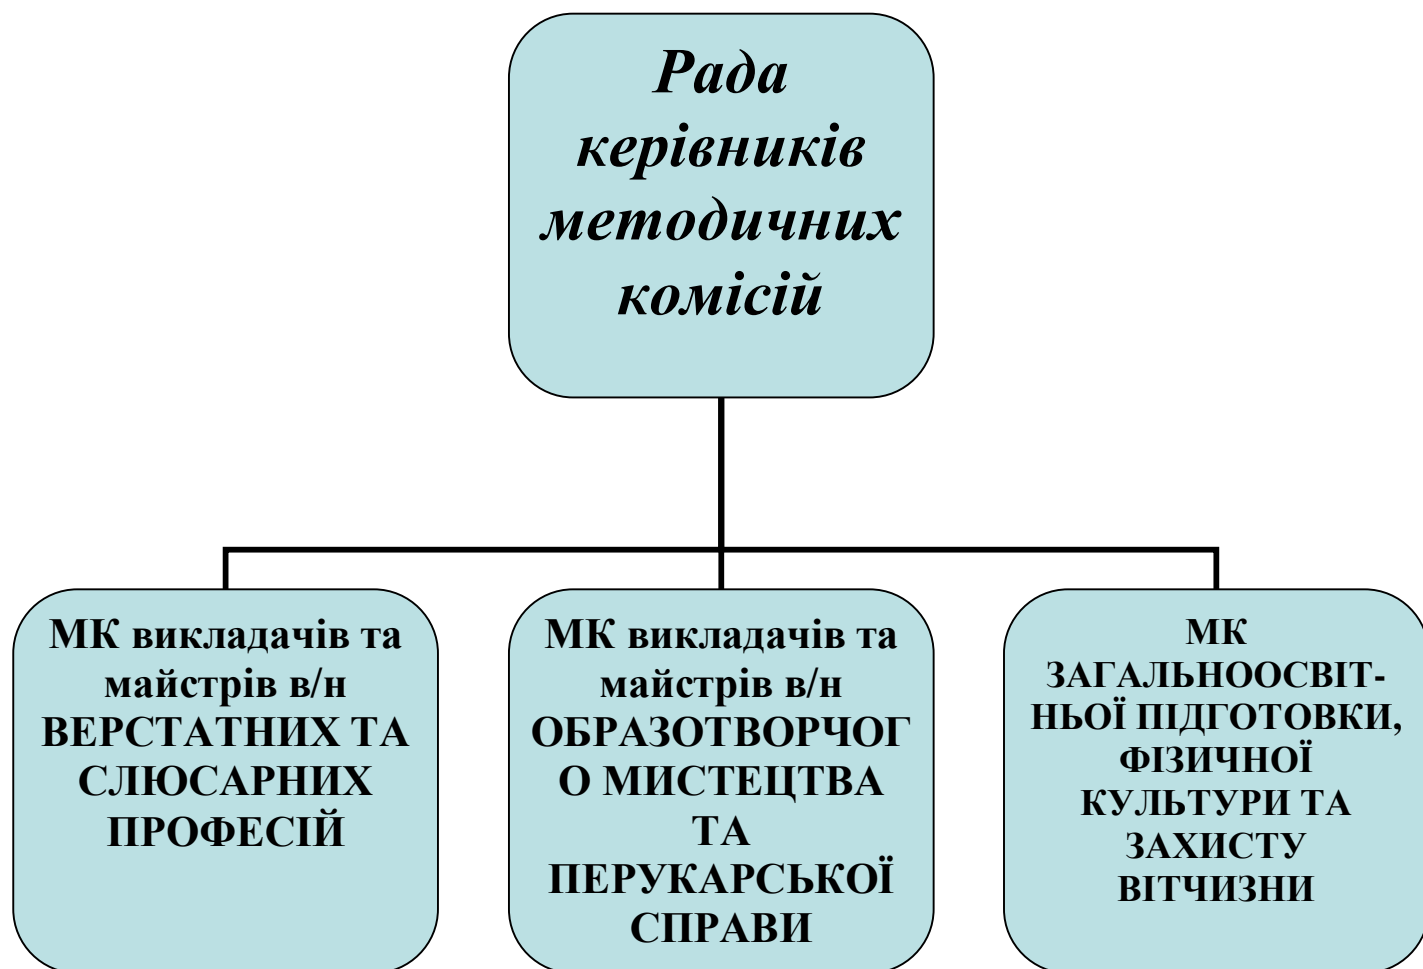 Рада
керівників
методичних
комісій
МК викладачів та
майстрів в/н
ВЕРСТАТНИХ ТА
СЛЮСАРНИХ
ПРОФЕСІЙ
МК викладачів та
майстрів в/н
ОБРАЗОТВОРЧОГ
О МИСТЕЦТВА
ТА
ПЕРУКАРСЬКОЇ
СПРАВИ
МК
ЗАГАЛЬНООСВІТ-
НЬОЇ ПІДГОТОВКИ,
ФІЗИЧНОЇ
КУЛЬТУРИ ТА
ЗАХИСТУ
ВІТЧИЗНИ